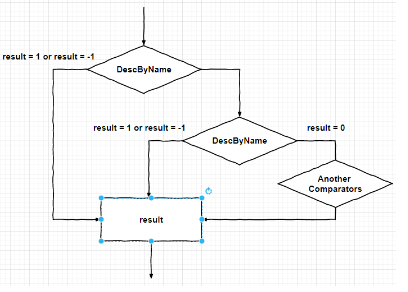 result = 1 or result = -1
DescByName
result = 1 or result = -1
DescByName
result = 0
Another
Comparators
result